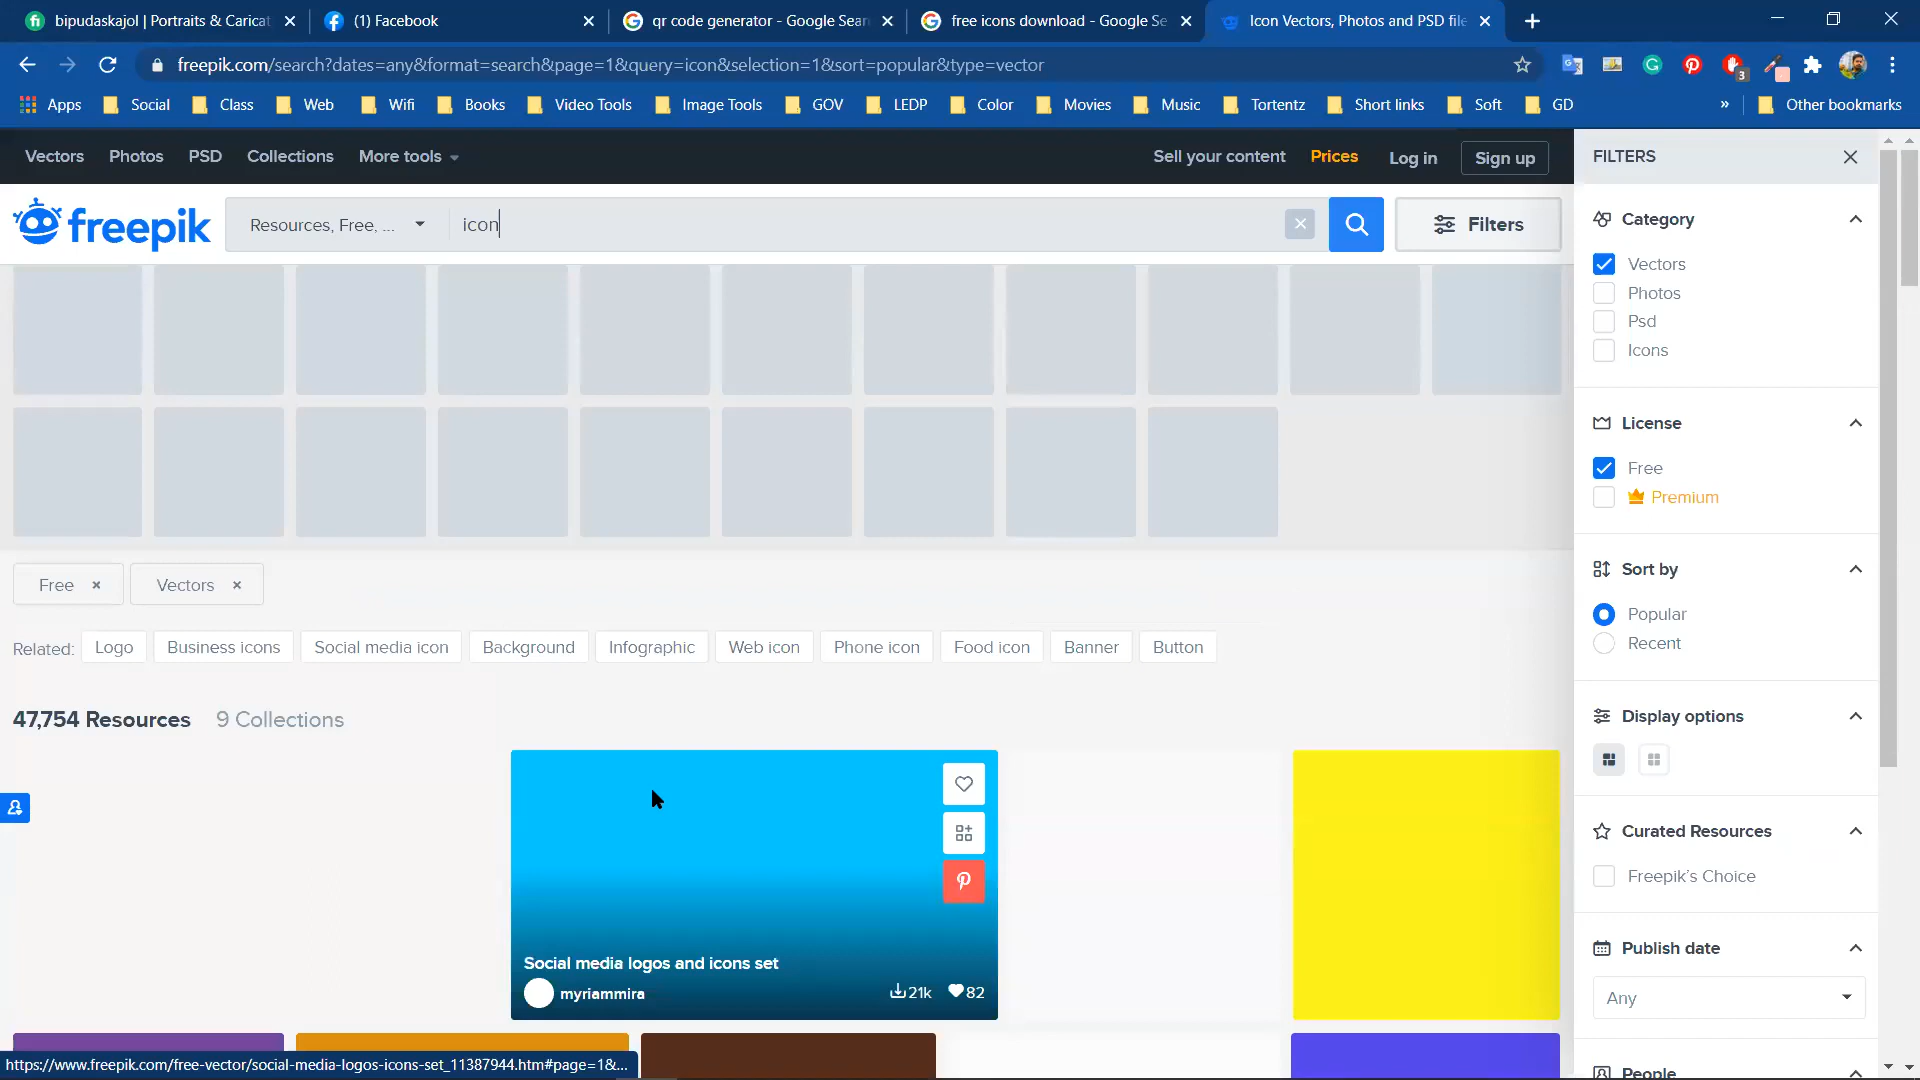 bipudaskajol | Portraits & Caricat
(1) Facebook
qr code generator - Google Sear
free icons download - Google Se
Icon Vectors, Photos and PSD file
freepik.com/search?dates=any&format=search&page=1&query=icon&selection=1&sort=popular&type=vector
3
Apps
Social
Class
Web
Wifi
Books
Video Tools
Image Tools
GOV
LEDP
Color
Movies
Music
Tortentz
Short links
Soft
GD
»
Other bookmarks
Vectors
Photos
PSD
Collections
More tools
Sell your content
Prices
Log in
Sign up
freepik
Resources, Free, ...
icon
Filters
FILTERS
Category
Vectors
Photos
Psd
Icons
License
Free
Premium
Sort by
Popular
Recent
Display options
Curated Resources
Freepik's Choice
Publish date
Any
People
Free
Vectors
Related:
Logo
Business icons
Social media icon
Background
Infographic
Web icon
Phone icon
Food icon
Banner
Button
47,754 Resources
9 Collections
Social media logos and icons set
myriammira
21k
82
https://www.freepik.com/free-vector/social-media-logos-icons-set_11387944.htm#page=1&...